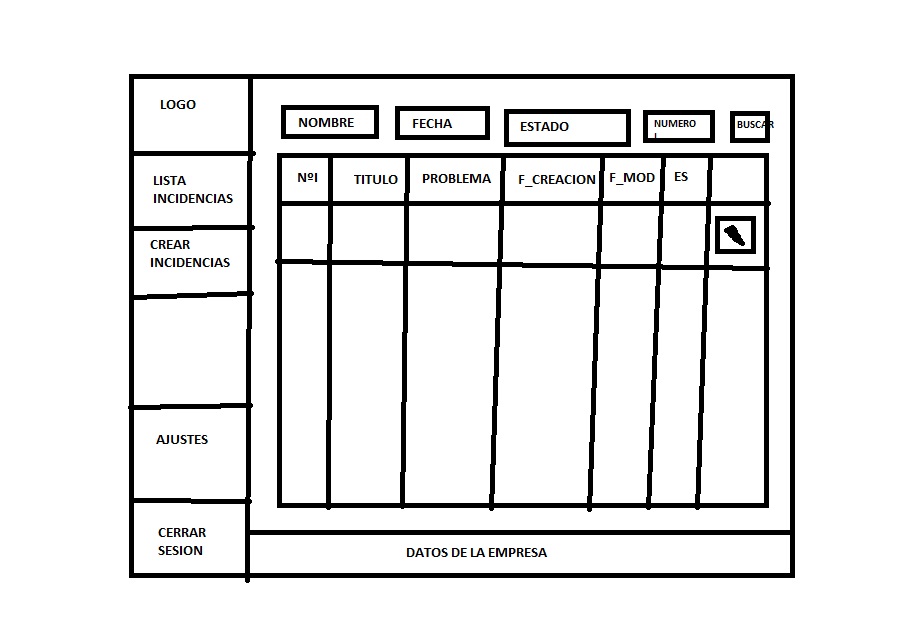 LOGO
NOMBRE
FECHA
ESTADO
NUMERO
I
BUSCAR
LISTA
INCIDENCIAS
NºI
TITULO
PROBLEMA
F_CREACION
F_MOD
ES
CREAR
INCIDENCIAS
AJUSTES
CERRAR
SESION
DATOS DE LA EMPRESA